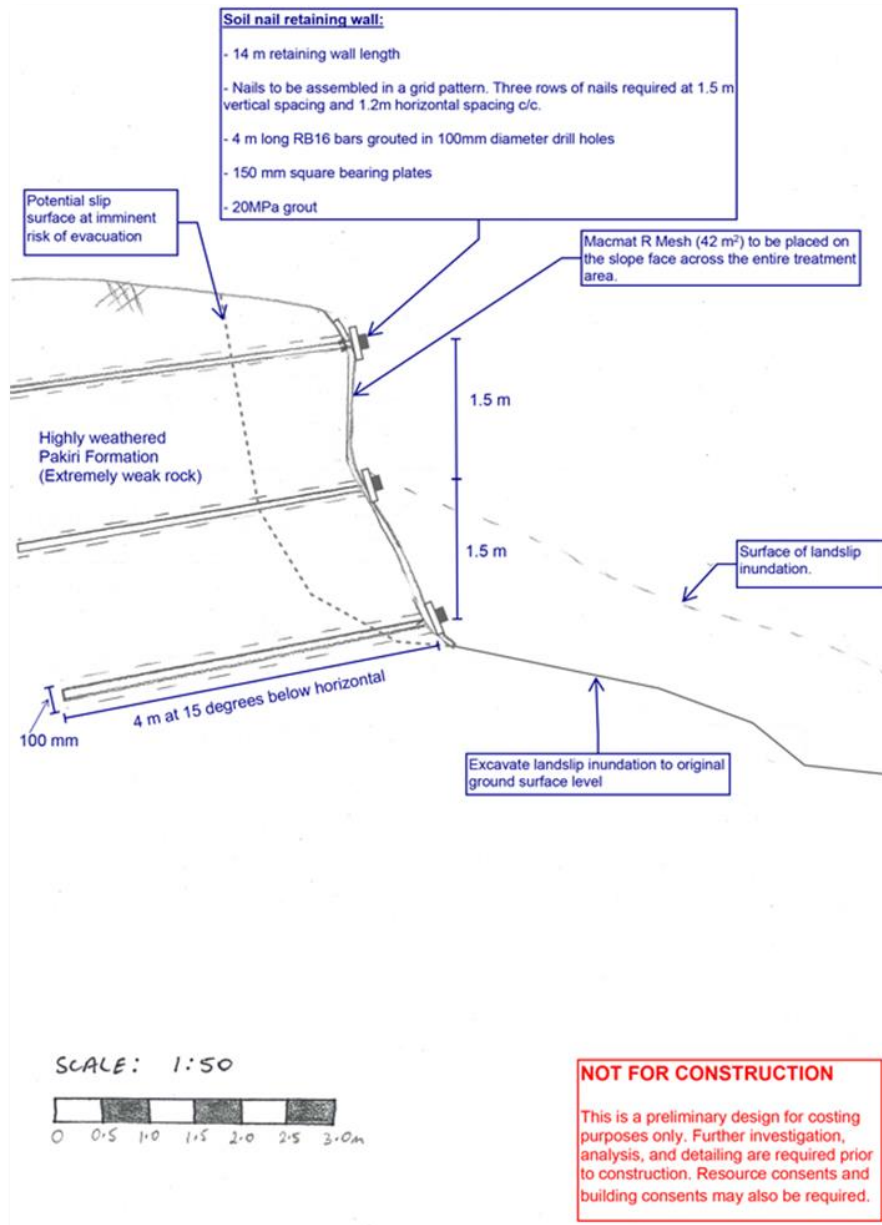 Soil nail retaining wall:
- 14 m retaining wall length
- Nails to be assembled in a grid pattern. Three rows of nails required at 1.5 m
vertical spacing and 1.2m horizontal spacing c/c.
- 4 m long RB16 bars grouted in 100mm diameter drill holes
- 150 mm square bearing plates
- 20MPa grout
Potential slip
surface at imminent
risk of evacuation
Macmat R Mesh (42 m²) to be placed on
the slope face across the entire treatment
area.
1.5 m
Highly weathered
Pakiri Formation
(Extremely weak rock)
1.5 m
Surface of landslip
inundation.
4 m at 15 degrees below horizontal
100 mm
Excavate landslip inundation to original
ground surface level
SCALE: 1:50
0 0.5 1.0 1.5 2.0 2.5 3.0m
NOT FOR CONSTRUCTION
This is a preliminary design for costing
purposes only. Further investigation,
analysis, and detailing are required prior
to construction. Resource consents and
building consents may also be required.